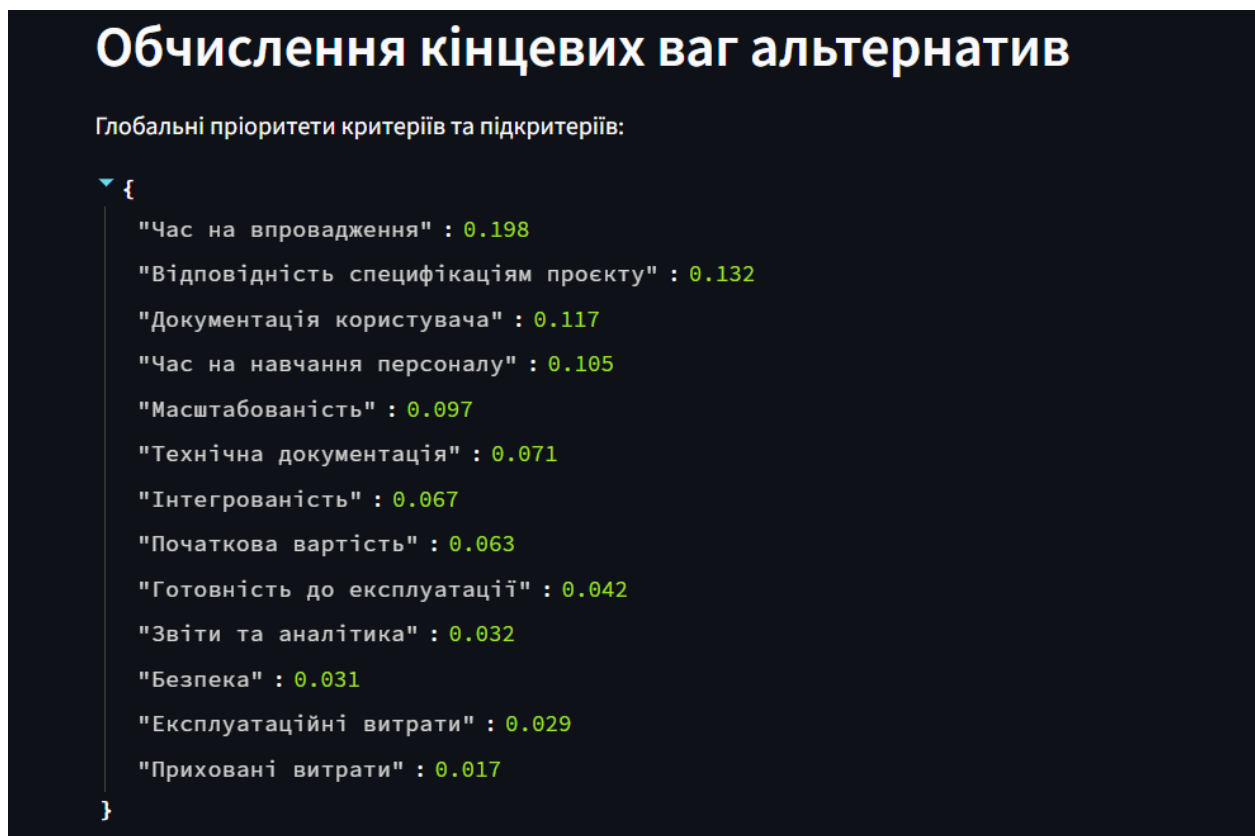 Обчислення кінцевих ваг альтернатив
Глобальні пріоритети критеріїв та підкритеріїв:
{
"Час на впровадження" : 0.198
"Відповідність специфікаціям проєкту" : 0.132
"Документація користувача" : 0.117
"Час на навчання персоналу" : 0.105
"Масштабованість" : 0.097
"Технічна документація" : 0.071
"Інтегрованість" : 0.067
"Початкова вартість" : 0.063
"Готовність до експлуатації" : 0.042
"Звіти та аналітика" : 0.032
"Безпека" : 0.031
"Експлуатаційні витрати" : 0.029
"Приховані витрати" : 0.017
}